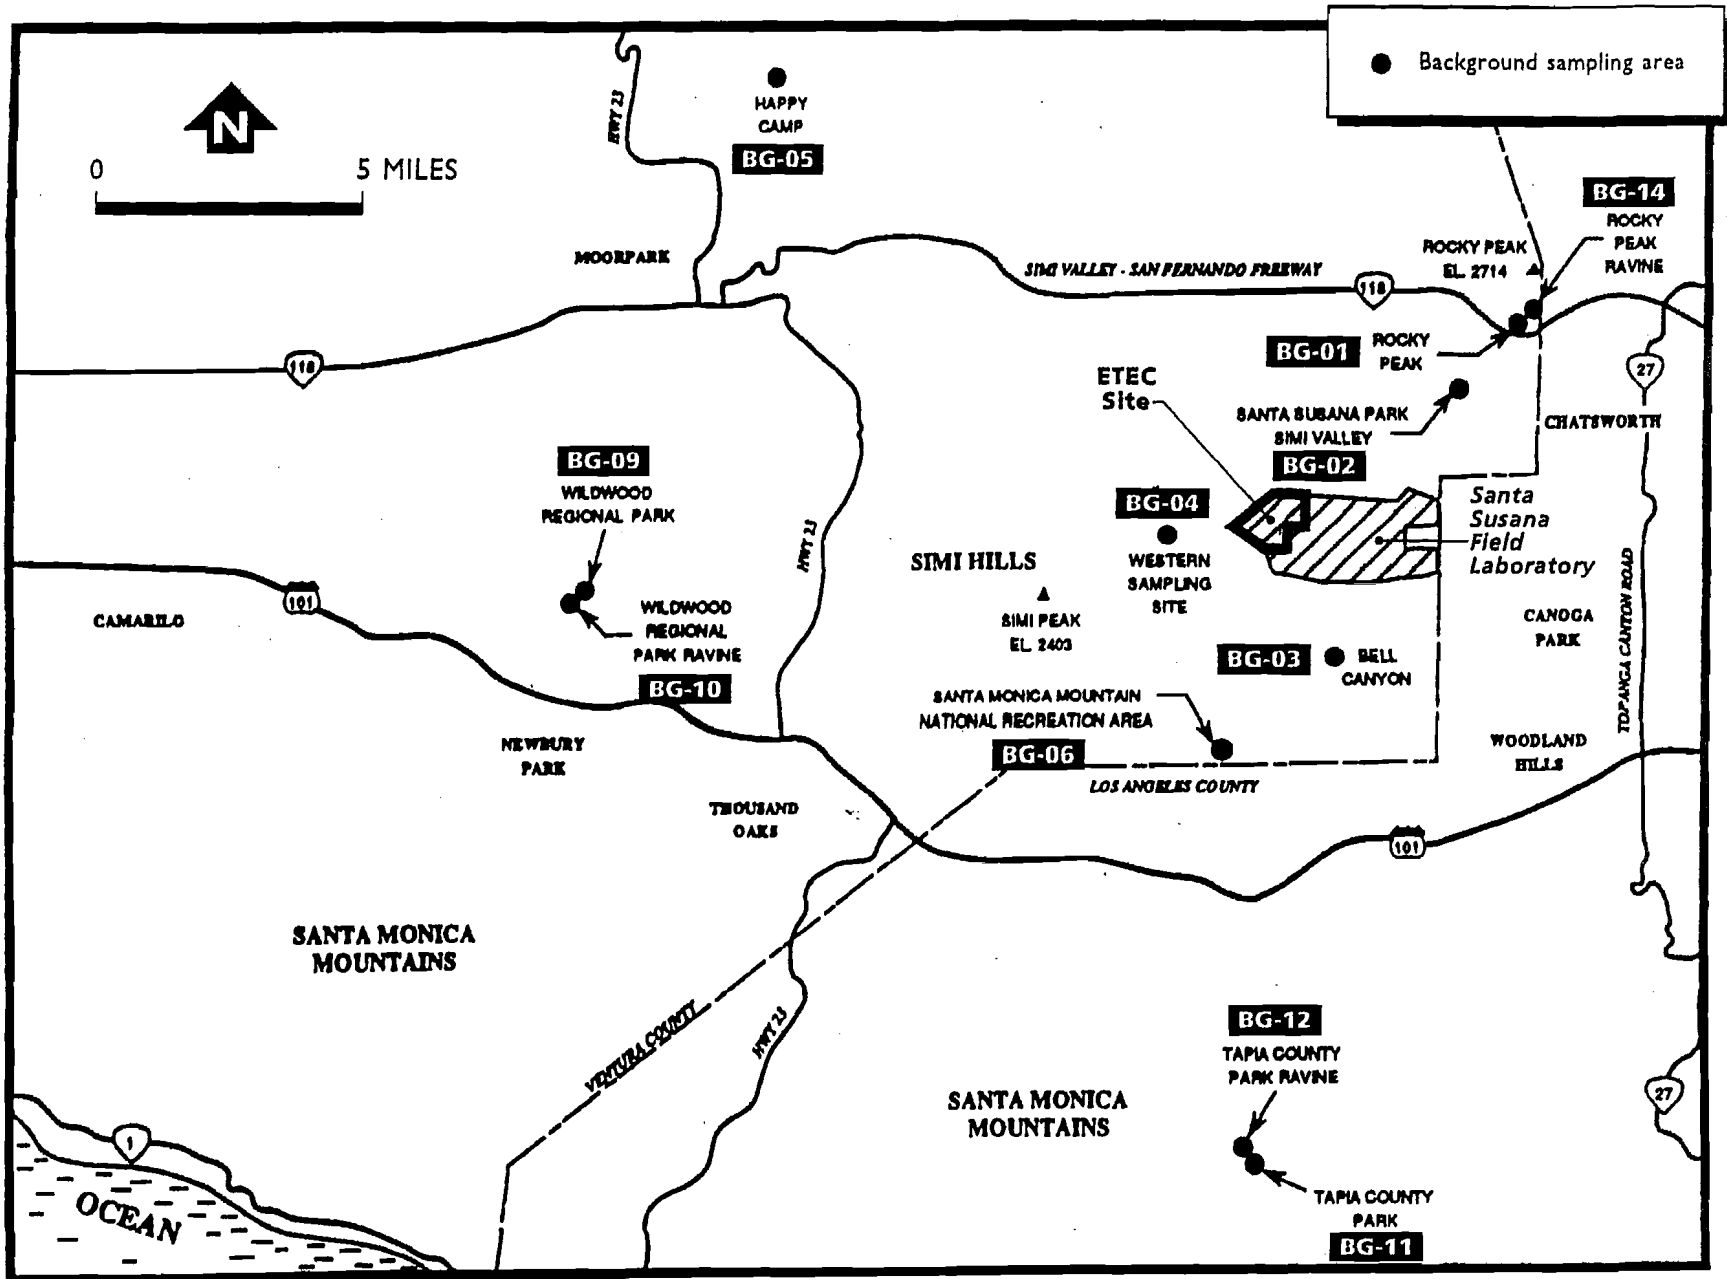 Background sampling area
N
0 5 MILES
HWY 23
HAPPY
CAMP
BG-05
BG-14
ROCKY
PEAK
RAVINE
ROCKY PEAK
EL. 2714
MOORPARK
SIMI VALLEY - SAN FERNANDO FREEWAY
118
BG-01
ROCKY
PEAK
118
27
ETEC
Site
SANTA SUSANA PARK
SIMI VALLEY
BG-02
CHATSWORTH
BG-09
WILDWOOD
REGIONAL PARK
BG-04
WESTERN
SAMPLING
SITE
Santa
Susana
Field
Laboratory
HWY 23
SIMI HILLS
SIMI PEAK
EL. 2403
101
CAMARILO
WILDWOOD
REGIONAL
PARK RAVINE
BG-10
CANOGA
PARK
TOPANGA CANYON ROAD
BG-03
BELL
CANYON
SANTA MONICA MOUNTAIN
NATIONAL RECREATION AREA
BG-06
NEWBURY
PARK
WOODLAND
HILLS
LOS ANGELES COUNTY
THOUSAND
OAKS
101
SANTA MONICA
MOUNTAINS
VENTURA COUNTY
HWY 23
BG-12
TAPIA COUNTY
PARK RAVINE
SANTA MONICA
MOUNTAINS
27
1
OCEAN
TAPIA COUNTY
PARK
BG-11